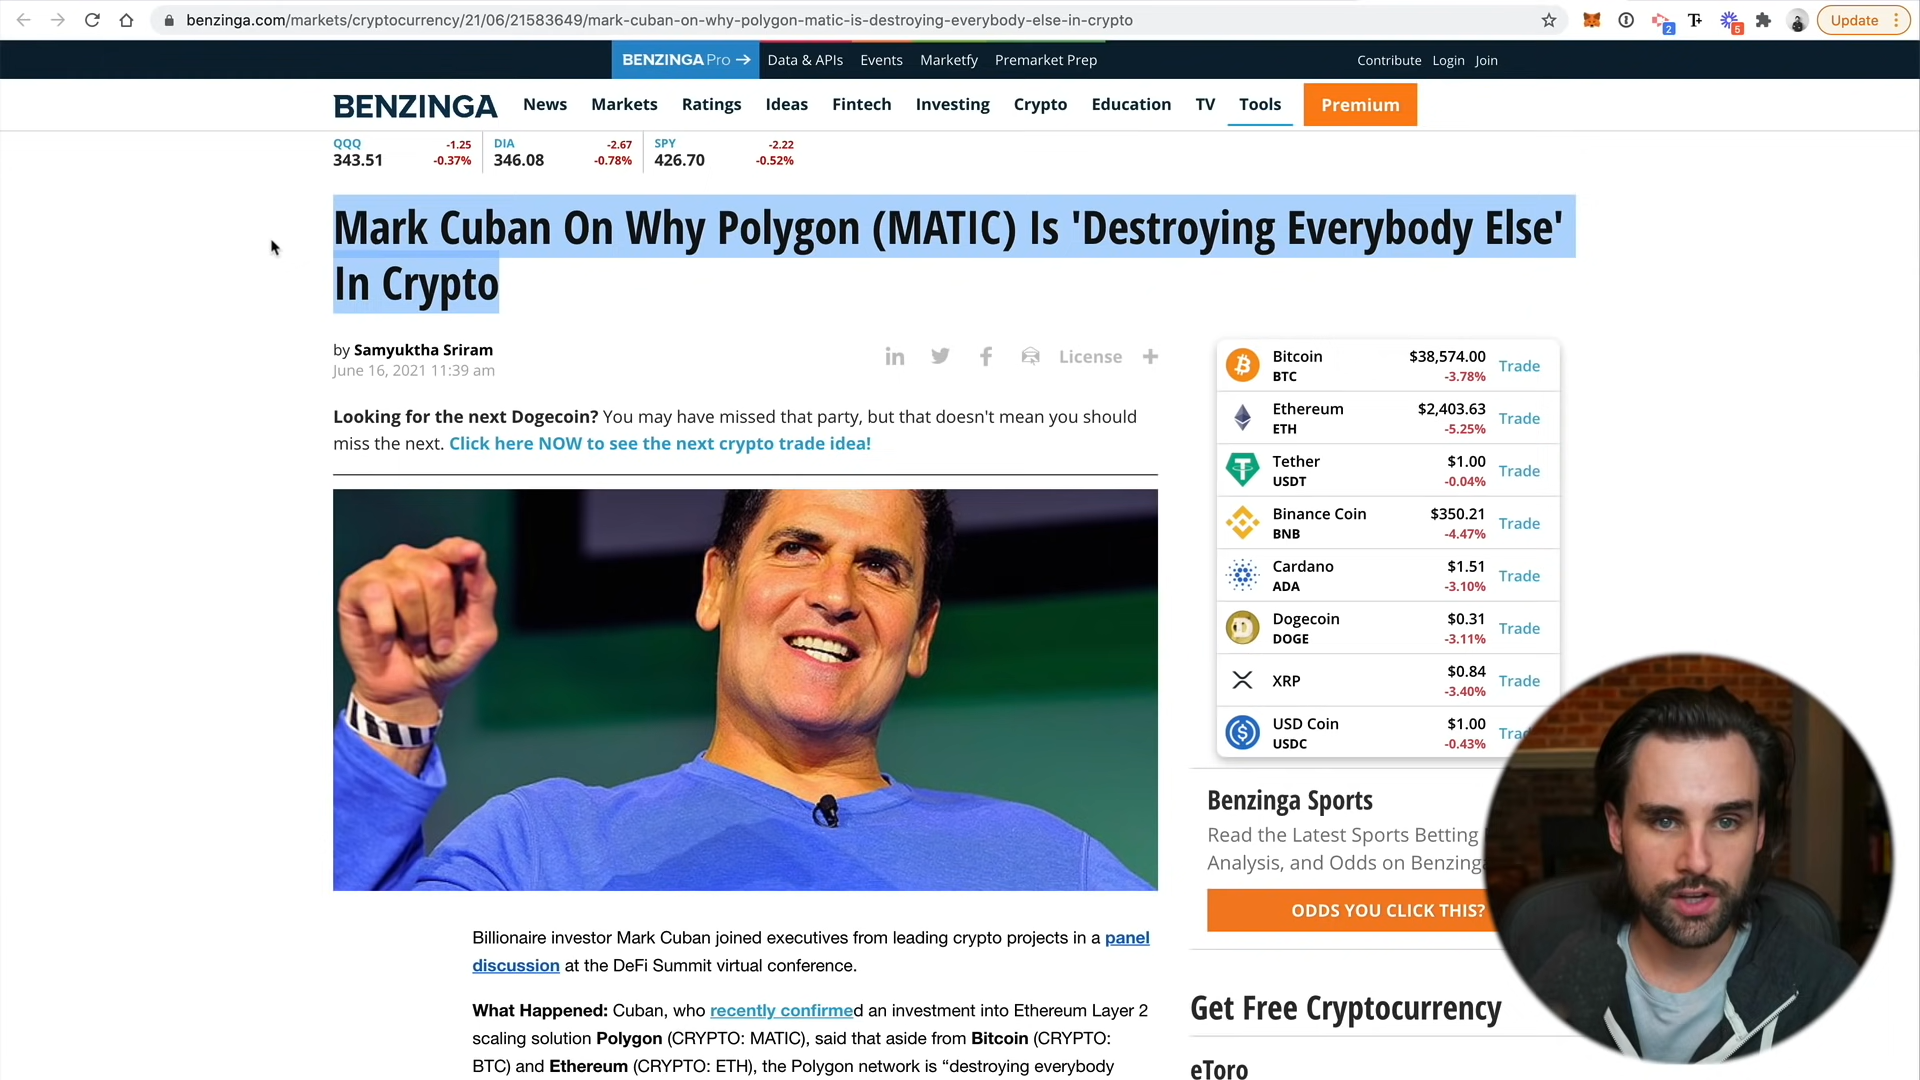 benzinga.com/markets/cryptocurrency/21/06/21583649/mark-cuban-on-why-polygon-matic-is-destroying-everybody-else-in-crypto
2
T
5
Update
BENZINGA Pro → Data & APIs Events Marketfy Premarket Prep
Contribute Login Join
BENZINGA News Markets Ratings Ideas Fintech Investing Crypto Education TV Tools Premium
QQQ -1.25
343.51 -0.37%
DIA -2.67
346.08 -0.78%
SPY -2.22
426.70 -0.52%
Mark Cuban On Why Polygon (MATIC) Is 'Destroying Everybody Else'
In Crypto
by Samyuktha Sriram
June 16, 2021 11:39 am
in f License +
Looking for the next Dogecoin? You may have missed that party, but that doesn't mean you should
miss the next. Click here NOW to see the next crypto trade idea!
Billionaire investor Mark Cuban joined executives from leading crypto projects in a panel
discussion at the DeFi Summit virtual conference.
What Happened: Cuban, who recently confirmed an investment into Ethereum Layer 2
scaling solution Polygon (CRYPTO: MATIC), said that aside from Bitcoin (CRYPTO:
BTC) and Ethereum (CRYPTO: ETH), the Polygon network is “destroying everybody
Bitcoin $38,574.00 Trade
BTC -3.78%
Ethereum $2,403.63 Trade
ETH -5.25%
Tether $1.00 Trade
USDT -0.04%
Binance Coin $350.21 Trade
BNB -4.47%
Cardano $1.51 Trade
ADA -3.10%
Dogecoin $0.31 Trade
DOGE -3.11%
XRP $0.84 Trade
-3.40%
USD Coin $1.00
USDC -0.43%
Benzinga Sports
Read the Latest Sports Betting
Analysis, and Odds on
ODDS YOU CLICK THIS?
Get Free Cryptocurrency
eToro